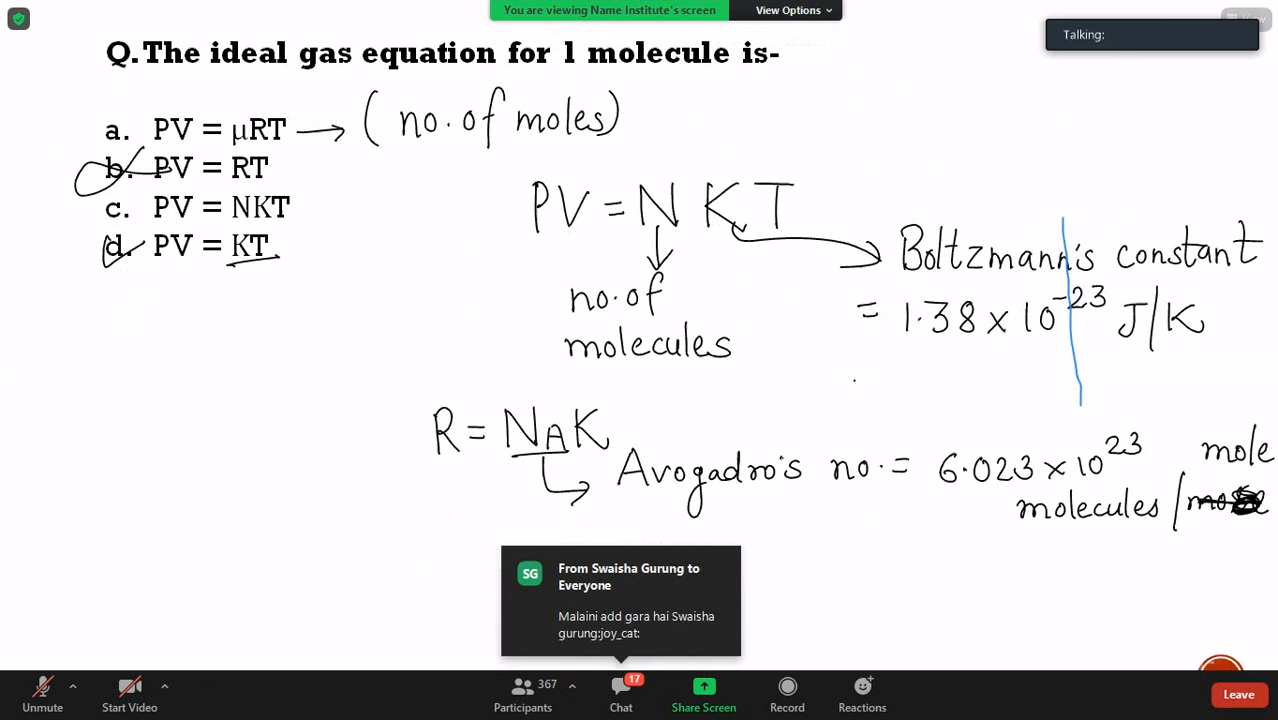 You are viewing Name Institute's screen
View Options
View
Talking:
Q.The ideal gas equation for 1 molecule is-
a. PV = μRT → (no. of moles)
b. PV = RT
c. PV = NKT
d. PV = KT
PV = N K T
no. of
molecules
Boltzmann's constant
= 1.38 x 10⁻²³ J/K
R = N_A K
Avogadro's no. = 6.023 x 10²³
molecules / mole
From Swaisha Gurung to
Everyone
SG
Malaini add gara hai Swaisha
gurung:joy_cat:
Unmute
Start Video
367
Participants
17
Chat
Share Screen
Record
Reactions
Leave